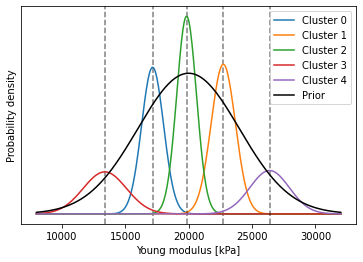 Cluster 0
Cluster 1
Cluster 2
Cluster 3
Cluster 4
Prior
Probability density
10000 15000 20000 25000 30000
Young modulus [kPa]